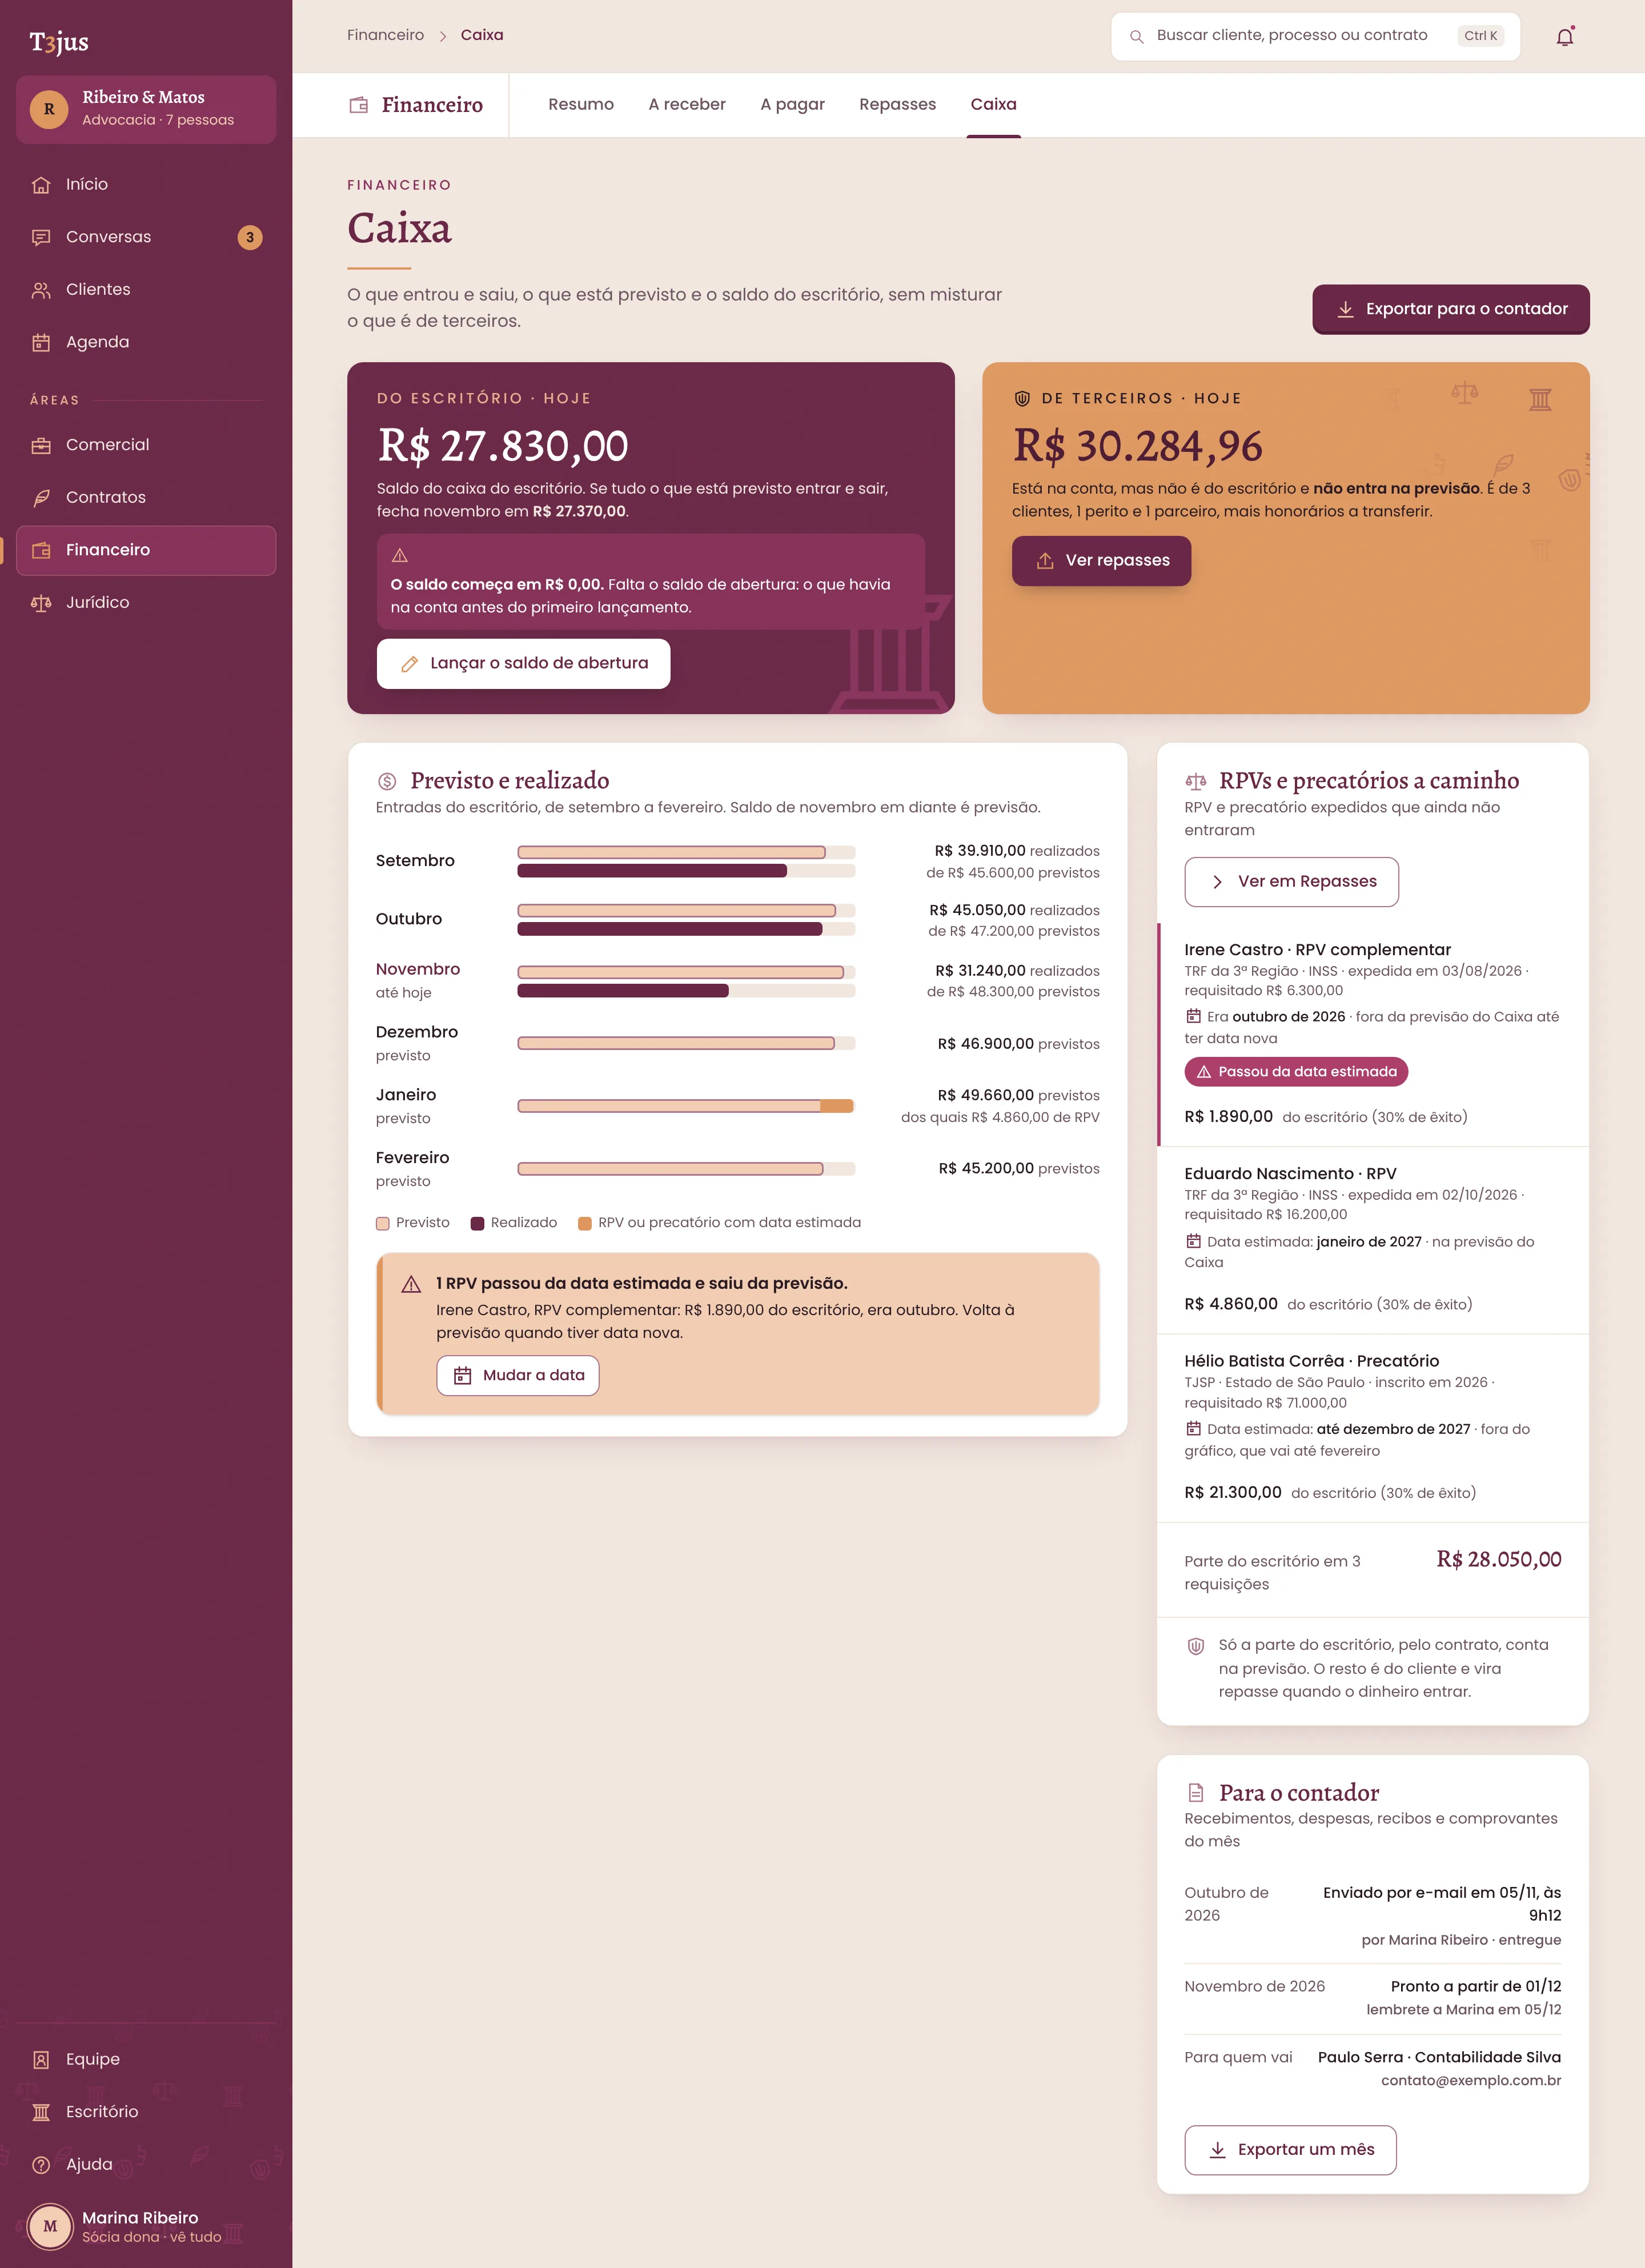 T3jus
R
Ribeiro & Matos
Advocacia · 7 pessoas
Início
Conversas
3
Clientes
Agenda
ÁREAS
Comercial
Contratos
Financeiro
Jurídico
Equipe
Escritório
Ajuda
M
Marina Ribeiro
Sócia dona · vê tudo
Financeiro
Caixa
Buscar cliente, processo ou contrato
Ctrl K
Financeiro
Resumo
A receber
A pagar
Repasses
Caixa
FINANCEIRO
Caixa
O que entrou e saiu, o que está previsto e o saldo do escritório, sem misturar
o que é de terceiros.
Exportar para o contador
DO ESCRITÓRIO · HOJE
R$ 27.830,00
Saldo do caixa do escritório. Se tudo o que está previsto entrar e sair,
fecha novembro em R$ 27.370,00.
O saldo começa em R$ 0,00. Falta o saldo de abertura: o que havia
na conta antes do primeiro lançamento.
Lançar o saldo de abertura
DE TERCEIROS · HOJE
R$ 30.284,96
Está na conta, mas não é do escritório e não entra na previsão. É de 3
clientes, 1 perito e 1 parceiro, mais honorários a transferir.
Ver repasses
Previsto e realizado
Entradas do escritório, de setembro a fevereiro. Saldo de novembro em diante é previsão.
Setembro
R$ 39.910,00 realizados
de R$ 45.600,00 previstos
Outubro
R$ 45.050,00 realizados
de R$ 47.200,00 previstos
Novembro
até hoje
R$ 31.240,00 realizados
de R$ 48.300,00 previstos
Dezembro
previsto
R$ 46.900,00 previstos
Janeiro
previsto
R$ 49.660,00 previstos
dos quais R$ 4.860,00 de RPV
Fevereiro
previsto
R$ 45.200,00 previstos
Previsto
Realizado
RPV ou precatório com data estimada
1 RPV passou da data estimada e saiu da previsão.
Irene Castro, RPV complementar: R$ 1.890,00 do escritório, era outubro. Volta à
previsão quando tiver data nova.
Mudar a data
RPVs e precatórios a caminho
RPV e precatório expedidos que ainda não
entraram
Ver em Repasses
Irene Castro · RPV complementar
TRF da 3ª Região · INSS · expedida em 03/08/2026 ·
requisitado R$ 6.300,00
Era outubro de 2026 · fora da previsão do Caixa até
ter data nova
Passou da data estimada
R$ 1.890,00 do escritório (30% de êxito)
Eduardo Nascimento · RPV
TRF da 3ª Região · INSS · expedida em 02/10/2026 ·
requisitado R$ 16.200,00
Data estimada: janeiro de 2027 · na previsão do
Caixa
R$ 4.860,00 do escritório (30% de êxito)
Hélio Batista Corrêa · Precatório
TJSP · Estado de São Paulo · inscrito em 2026 ·
requisitado R$ 71.000,00
Data estimada: até dezembro de 2027 · fora do
gráfico, que vai até fevereiro
R$ 21.300,00 do escritório (30% de êxito)
Parte do escritório em 3
requisições
R$ 28.050,00
Só a parte do escritório, pelo contrato, conta
na previsão. O resto é do cliente e vira
repasse quando o dinheiro entrar.
Para o contador
Recebimentos, despesas, recibos e comprovantes
do mês
Outubro de
2026
Enviado por e-mail em 05/11, às
9h12
por Marina Ribeiro · entregue
Novembro de 2026
Pronto a partir de 01/12
lembrete a Marina em 05/12
Para quem vai
Paulo Serra · Contabilidade Silva
contato@exemplo.com.br
Exportar um mês